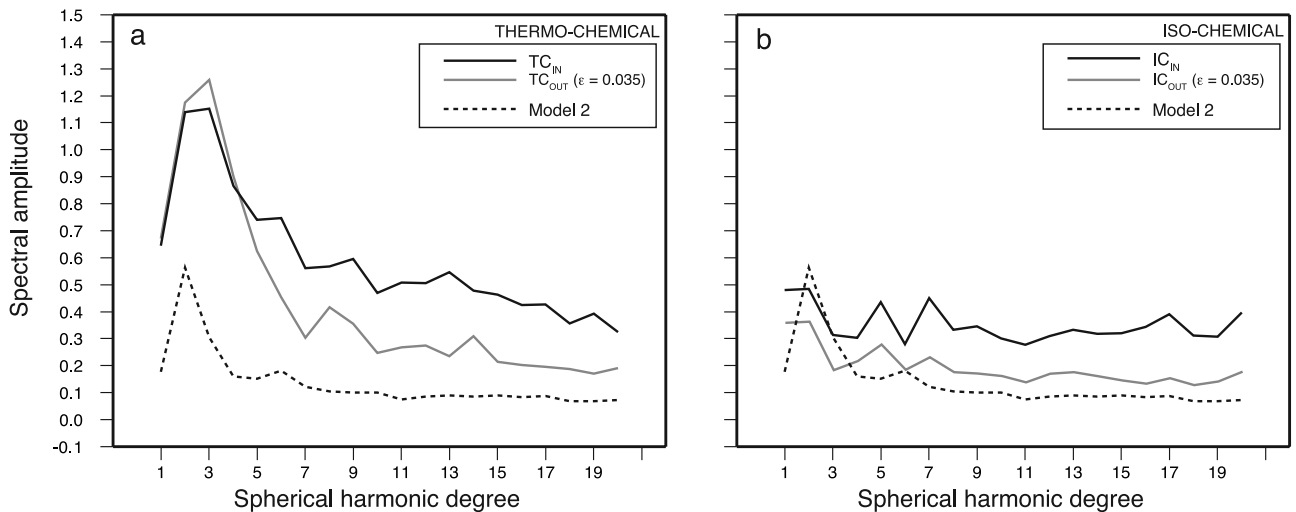 a
THERMO-CHEMICAL
TC_IN
TC_OUT (ε = 0.035)
Model 2
Spectral amplitude
1.5
1.4
1.3
1.2
1.1
1.0
0.9
0.8
0.7
0.6
0.5
0.4
0.3
0.2
0.1
0.0
-0.1
1 3 5 7 9 11 13 15 17 19
Spherical harmonic degree
b
ISO-CHEMICAL
IC_IN
IC_OUT (ε = 0.035)
Model 2
1 3 5 7 9 11 13 15 17 19
Spherical harmonic degree